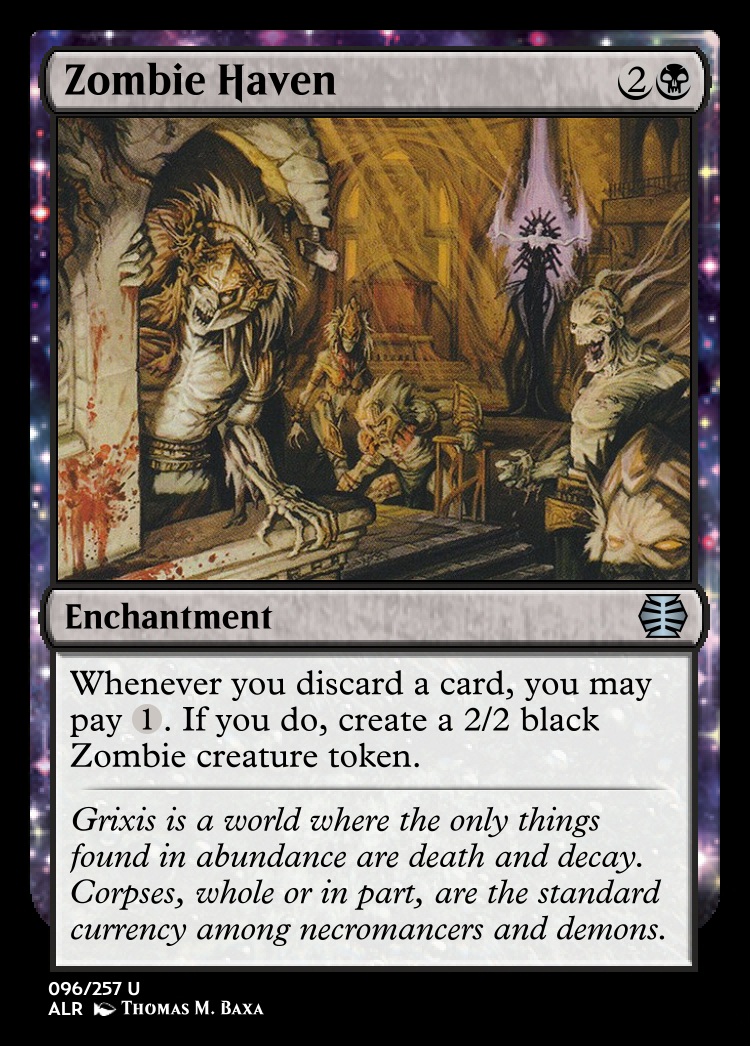 Zombie Haven 2
Enchantment
Whenever you discard a card, you may
pay 1. If you do, create a 2/2 black
Zombie creature token.
Grixis is a world where the only things
found in abundance are death and decay.
Corpses, whole or in part, are the standard
currency among necromancers and demons.
096/257 U
ALR Thomas M. Baxa